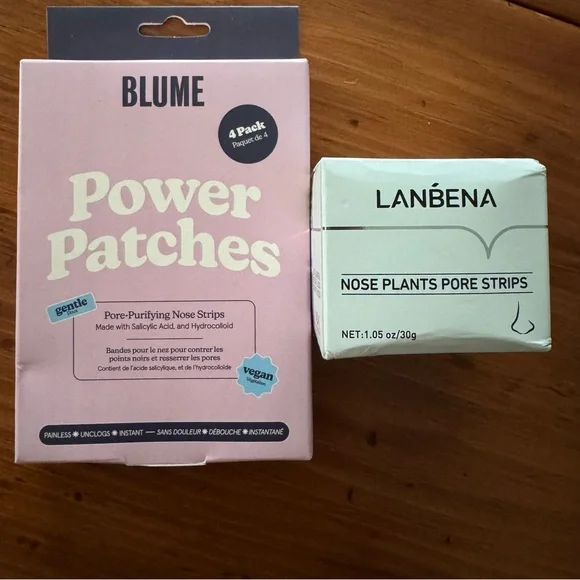 BLUME
4 Pack
Paquet de 4
Power
Patches
gentle
Pore-Purifying Nose Strips
Made with Salicylic Acid, and Hydrocolloid
Bandes pour le nez pour contrer les
points noirs et resserrer les pores
Contient de l'acide salicylique, et de l'hydrocolloïde
vegan
PAINLESS ✷ UNCLOGS ✷ INSTANT — SANS DOULEUR ✷ DÉBOUCHE ✷ INSTANTANÉ
LANBENA
NOSE PLANTS PORE STRIPS
NET:1.05 oz/30g